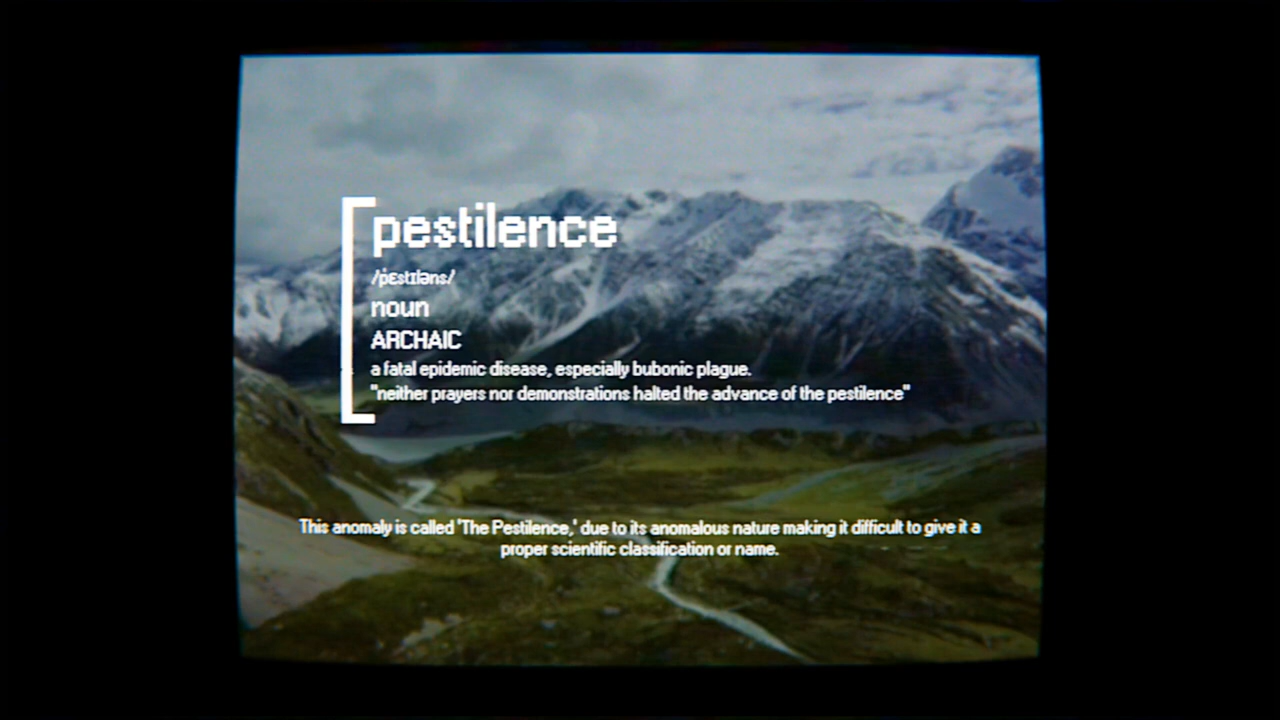 pestilence
/ˈpɛstɪləns/
noun
ARCHAIC
a fatal epidemic disease, especially bubonic plague.
"neither prayers nor demonstrations halted the advance of the pestilence"
This anomaly is called 'The Pestilence,' due to its anomalous nature making it difficult to give it a
proper scientific classification or name.